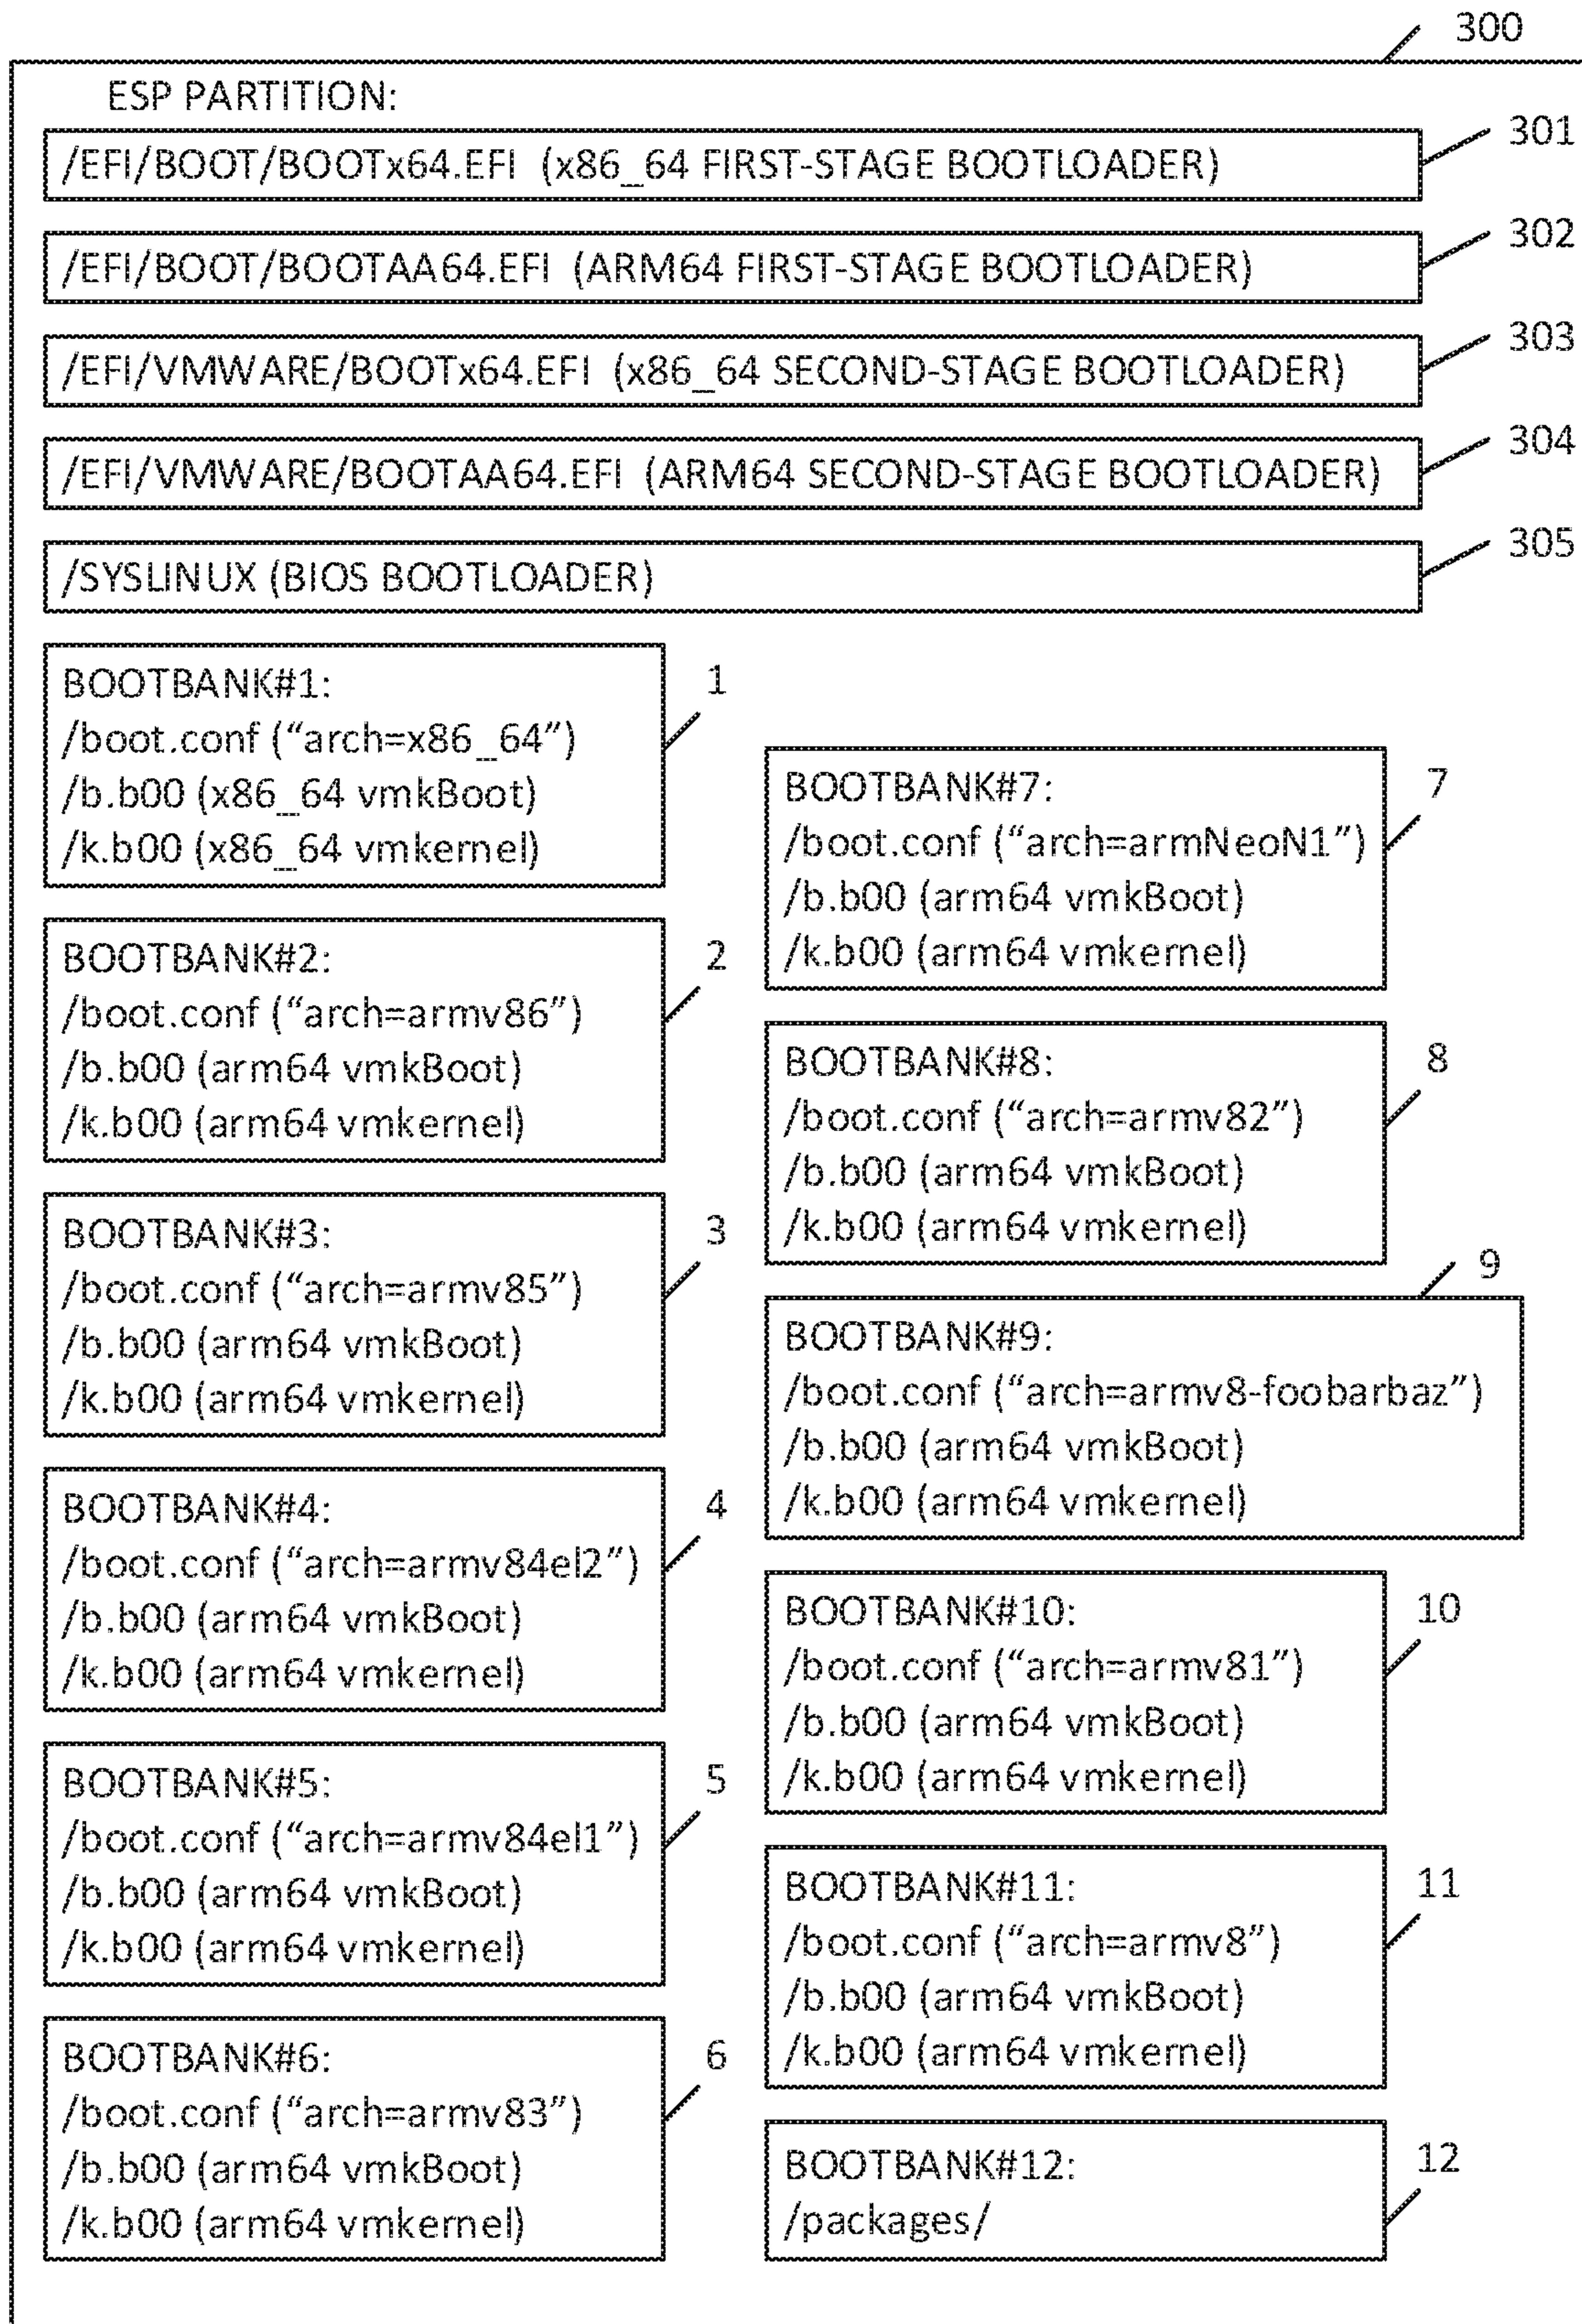 300
ESP PARTITION:
/EFI/BOOT/BOOTx64.EFI (x86_64 FIRST-STAGE BOOTLOADER)
301
/EFI/BOOT/BOOTAA64.EFI (ARM64 FIRST-STAGE BOOTLOADER)
302
/EFI/VMWARE/BOOTx64.EFI (x86_64 SECOND-STAGE BOOTLOADER)
303
/EFI/VMWARE/BOOTAA64.EFI (ARM64 SECOND-STAGE BOOTLOADER)
304
/SYSLINUX (BIOS BOOTLOADER)
305
BOOTBANK#1:
/boot.conf (“arch=x86_64”)
/b.b00 (x86_64 vmkBoot)
/k.b00 (x86_64 vmkernel)
1
BOOTBANK#2:
/boot.conf (“arch=armv86”)
/b.b00 (arm64 vmkBoot)
/k.b00 (arm64 vmkernel)
2
BOOTBANK#3:
/boot.conf (“arch=armv85”)
/b.b00 (arm64 vmkBoot)
/k.b00 (arm64 vmkernel)
3
BOOTBANK#4:
/boot.conf (“arch=armv84el2”)
/b.b00 (arm64 vmkBoot)
/k.b00 (arm64 vmkernel)
4
BOOTBANK#5:
/boot.conf (“arch=armv84el1”)
/b.b00 (arm64 vmkBoot)
/k.b00 (arm64 vmkernel)
5
BOOTBANK#6:
/boot.conf (“arch=armv83”)
/b.b00 (arm64 vmkBoot)
/k.b00 (arm64 vmkernel)
6
BOOTBANK#7:
/boot.conf (“arch=armNeoN1”)
/b.b00 (arm64 vmkBoot)
/k.b00 (arm64 vmkernel)
7
BOOTBANK#8:
/boot.conf (“arch=armv82”)
/b.b00 (arm64 vmkBoot)
/k.b00 (arm64 vmkernel)
8
BOOTBANK#9:
/boot.conf (“arch=armv8-foobarbaz”)
/b.b00 (arm64 vmkBoot)
/k.b00 (arm64 vmkernel)
9
BOOTBANK#10:
/boot.conf (“arch=armv81”)
/b.b00 (arm64 vmkBoot)
/k.b00 (arm64 vmkernel)
10
BOOTBANK#11:
/boot.conf (“arch=armv8”)
/b.b00 (arm64 vmkBoot)
/k.b00 (arm64 vmkernel)
11
BOOTBANK#12:
/packages/
12